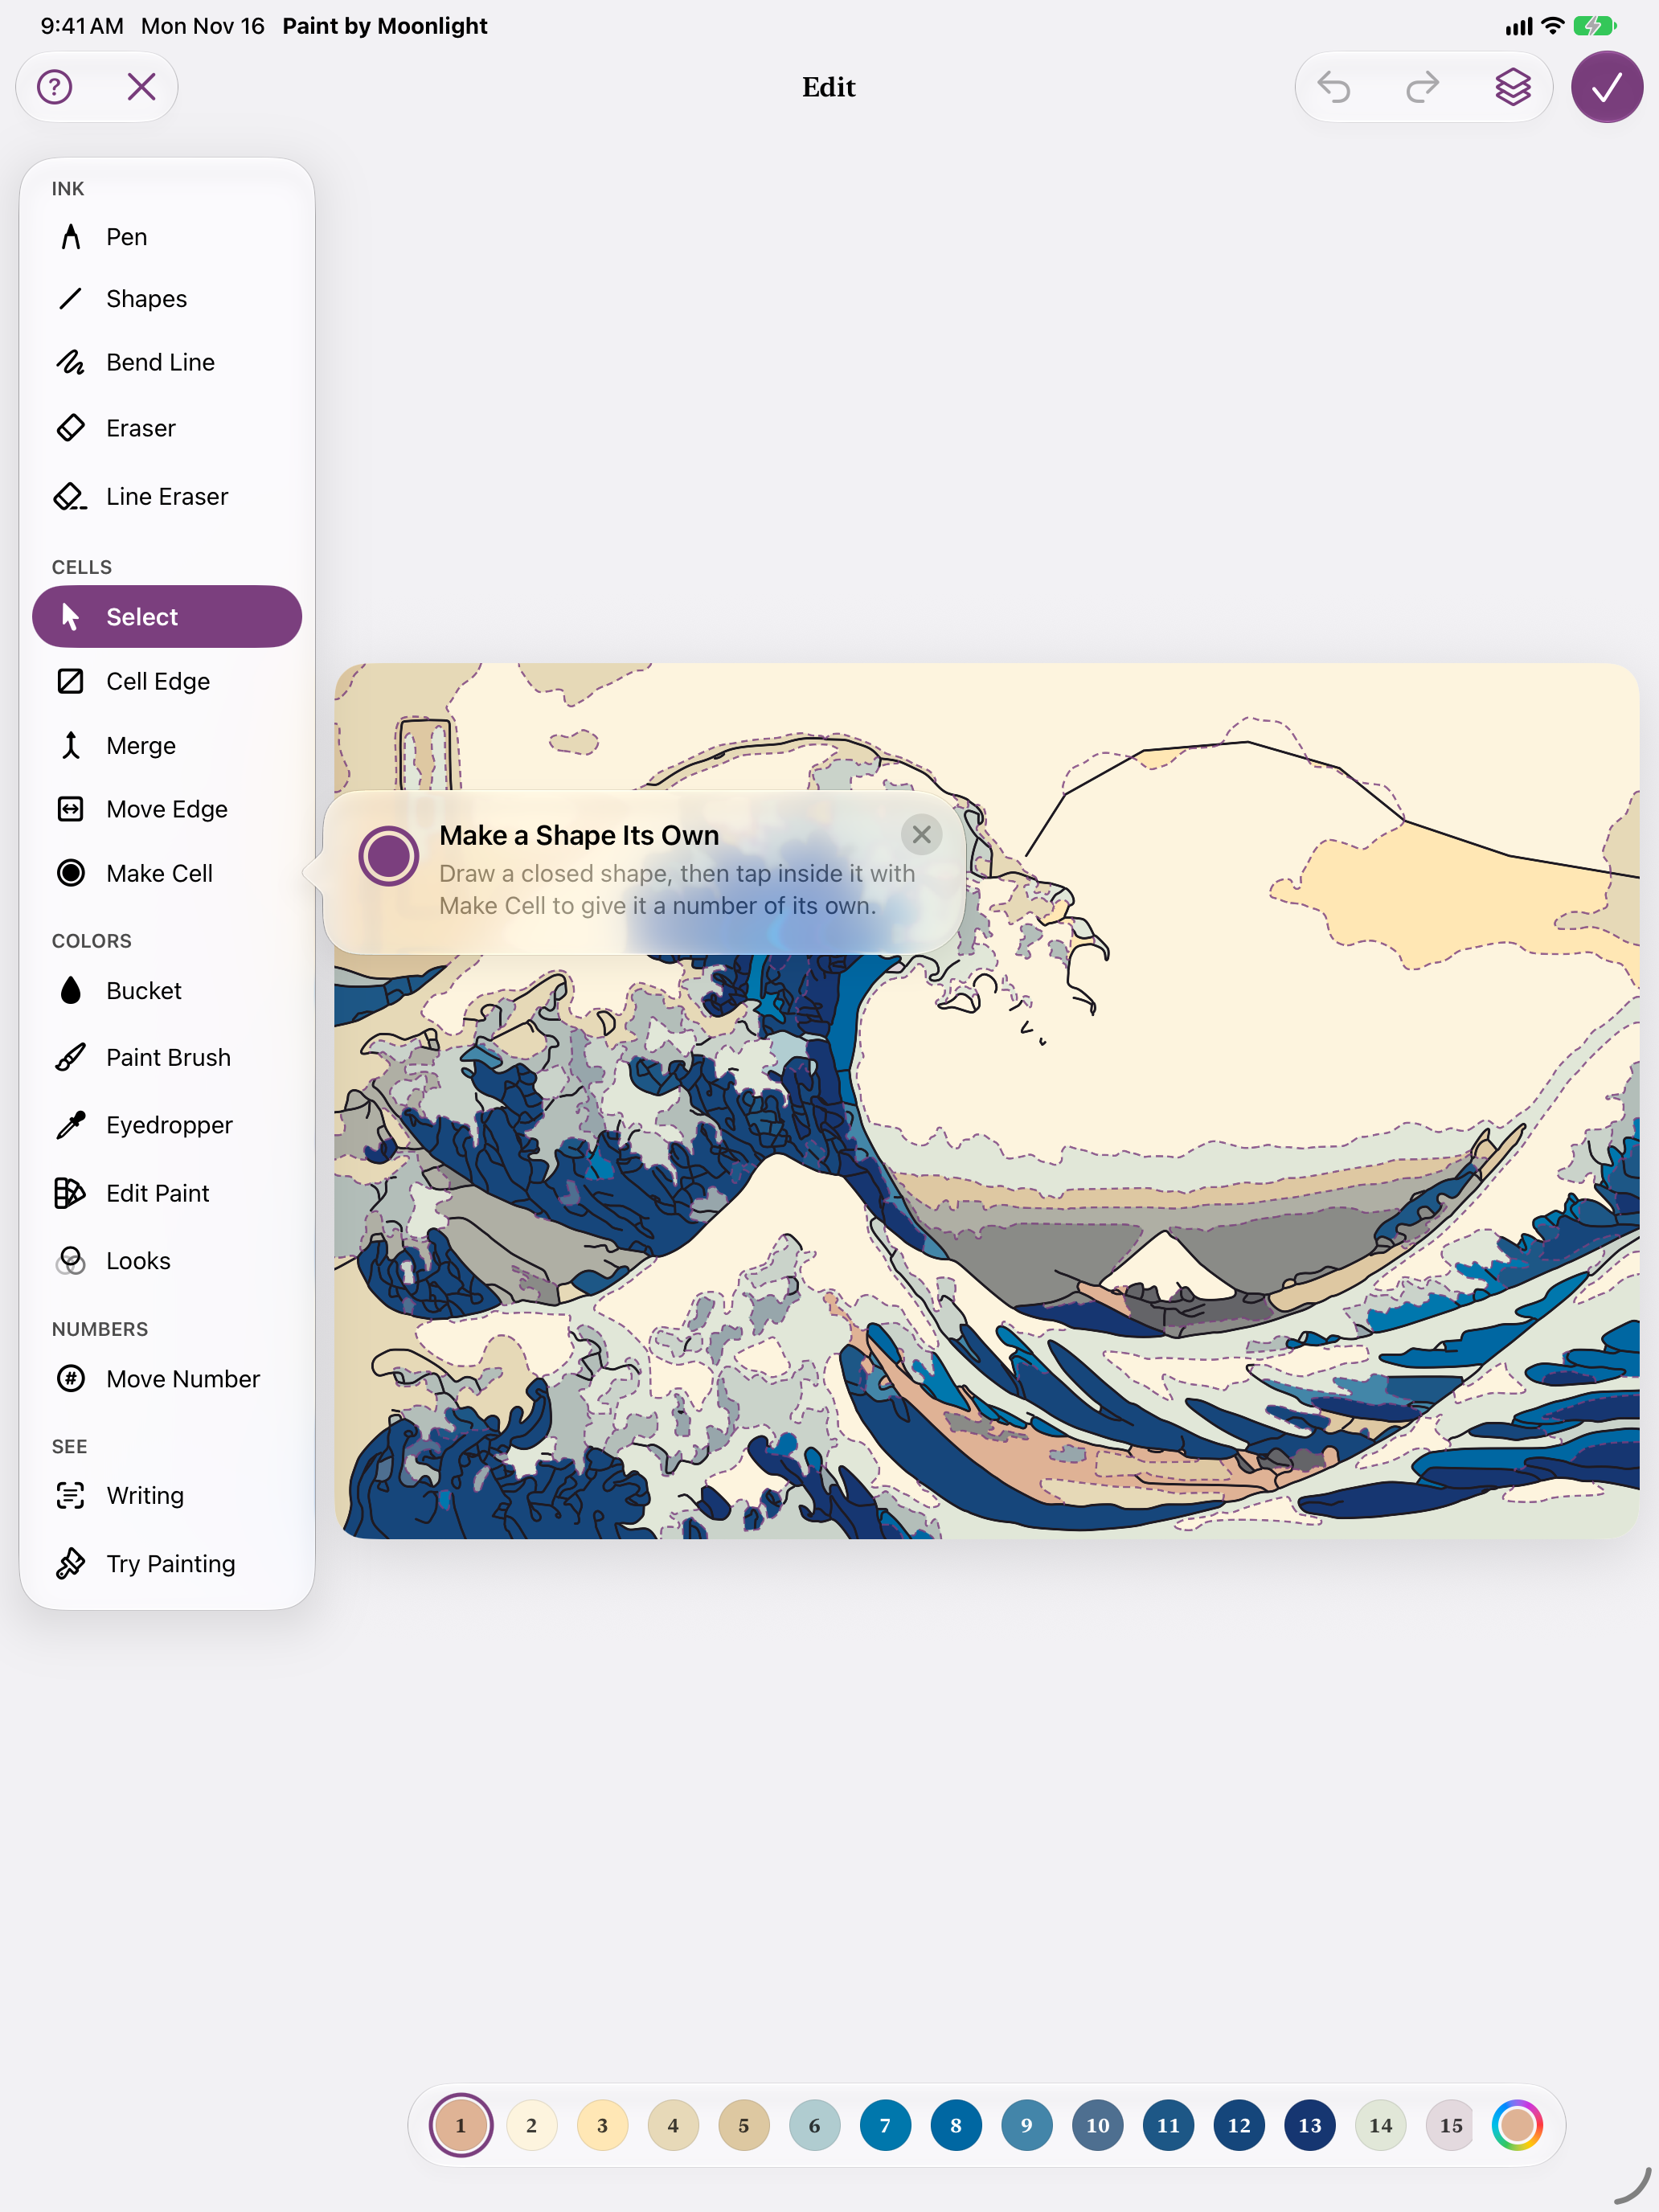 9:41 AM Mon Nov 16 Paint by Moonlight
Edit
INK
Pen
Shapes
Bend Line
Eraser
Line Eraser
CELLS
Select
Cell Edge
Merge
Move Edge
Make Cell
Make a Shape Its Own
Draw a closed shape, then tap inside it with
Make Cell to give it a number of its own.
COLORS
Bucket
Paint Brush
Eyedropper
Edit Paint
Looks
NUMBERS
# Move Number
SEE
Writing
Try Painting
1 2 3 4 5 6 7 8 9 10 11 12 13 14 15